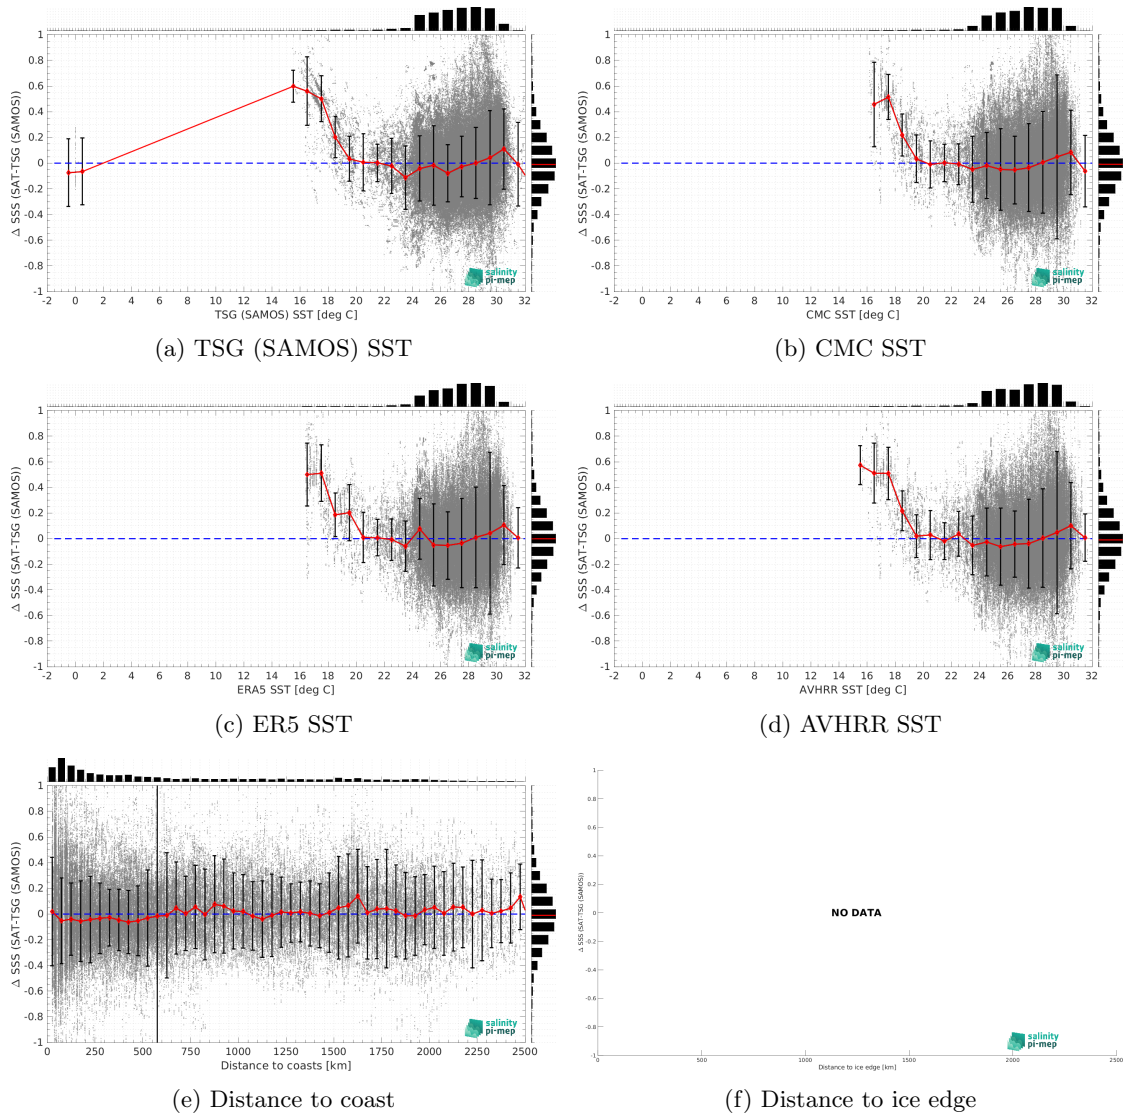 1
0.8
0.6
0.4
0.2
0
-0.2
-0.4
-0.6
-0.8
-1
Δ SSS (SAT-TSG (SAMOS))
salinity
pi-mep
-2 0 2 4 6 8 10 12 14 16 18 20 22 24 26 28 30 32
TSG (SAMOS) SST [deg C]
(a) TSG (SAMOS) SST
1
0.8
0.6
0.4
0.2
0
-0.2
-0.4
-0.6
-0.8
-1
Δ SSS (SAT-TSG (SAMOS))
salinity
pi-mep
-2 0 2 4 6 8 10 12 14 16 18 20 22 24 26 28 30 32
CMC SST [deg C]
(b) CMC SST
1
0.8
0.6
0.4
0.2
0
-0.2
-0.4
-0.6
-0.8
-1
Δ SSS (SAT-TSG (SAMOS))
salinity
pi-mep
-2 0 2 4 6 8 10 12 14 16 18 20 22 24 26 28 30 32
ERA5 SST [deg C]
(c) ER5 SST
1
0.8
0.6
0.4
0.2
0
-0.2
-0.4
-0.6
-0.8
-1
Δ SSS (SAT-TSG (SAMOS))
salinity
pi-mep
-2 0 2 4 6 8 10 12 14 16 18 20 22 24 26 28 30 32
AVHRR SST [deg C]
(d) AVHRR SST
1
0.8
0.6
0.4
0.2
0
-0.2
-0.4
-0.6
-0.8
-1
Δ SSS (SAT-TSG (SAMOS))
salinity
pi-mep
0 250 500 750 1000 1250 1500 1750 2000 2250 2500
Distance to coasts [km]
(e) Distance to coast
1
0.8
0.6
0.4
0.2
0
-0.2
-0.4
-0.6
-0.8
-1
Δ SSS (SAT-TSG (SAMOS))
NO DATA
salinity
pi-mep
0 500 1000 1500 2000 2500
Distance to ice edge [km]
(f) Distance to ice edge